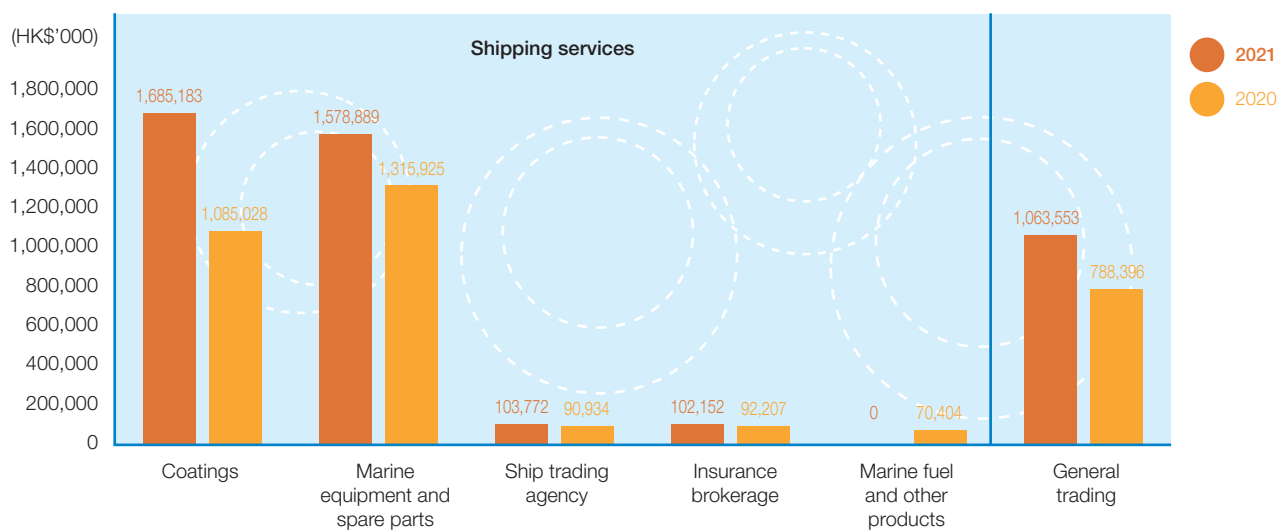 (HK$'000)
Shipping services
2021
2020
1,800,000
1,600,000
1,400,000
1,200,000
1,000,000
800,000
600,000
400,000
200,000
0
1,685,183
1,085,028
1,578,889
1,315,925
103,772
90,934
102,152
92,207
0
70,404
1,063,553
788,396
Coatings
Marine
equipment and
spare parts
Ship trading
agency
Insurance
brokerage
Marine fuel
and other
products
General
trading